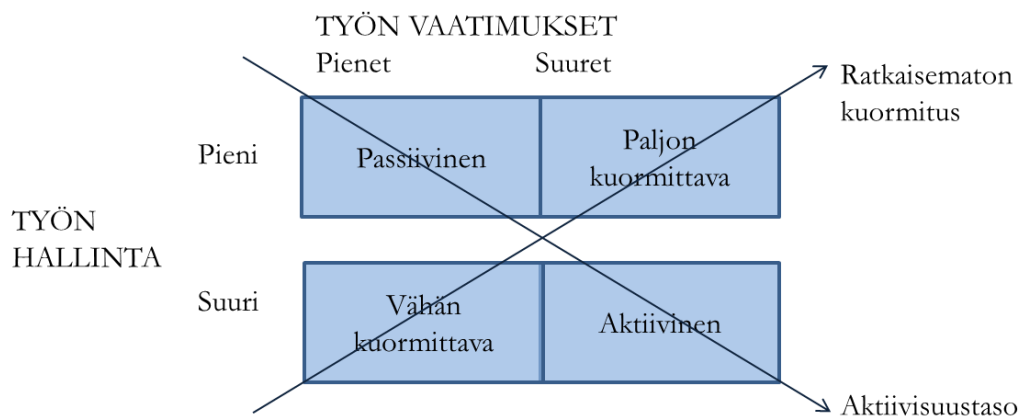 TYÖN VAATIMUKSET
Pienet Suuret
Ratkaisematon
kuormitus
Pieni
Passiivinen
Paljon
kuormittava
TYÖN
HALLINTA
Suuri
Vähän
kuormittava
Aktiivinen
Aktiivisuustaso